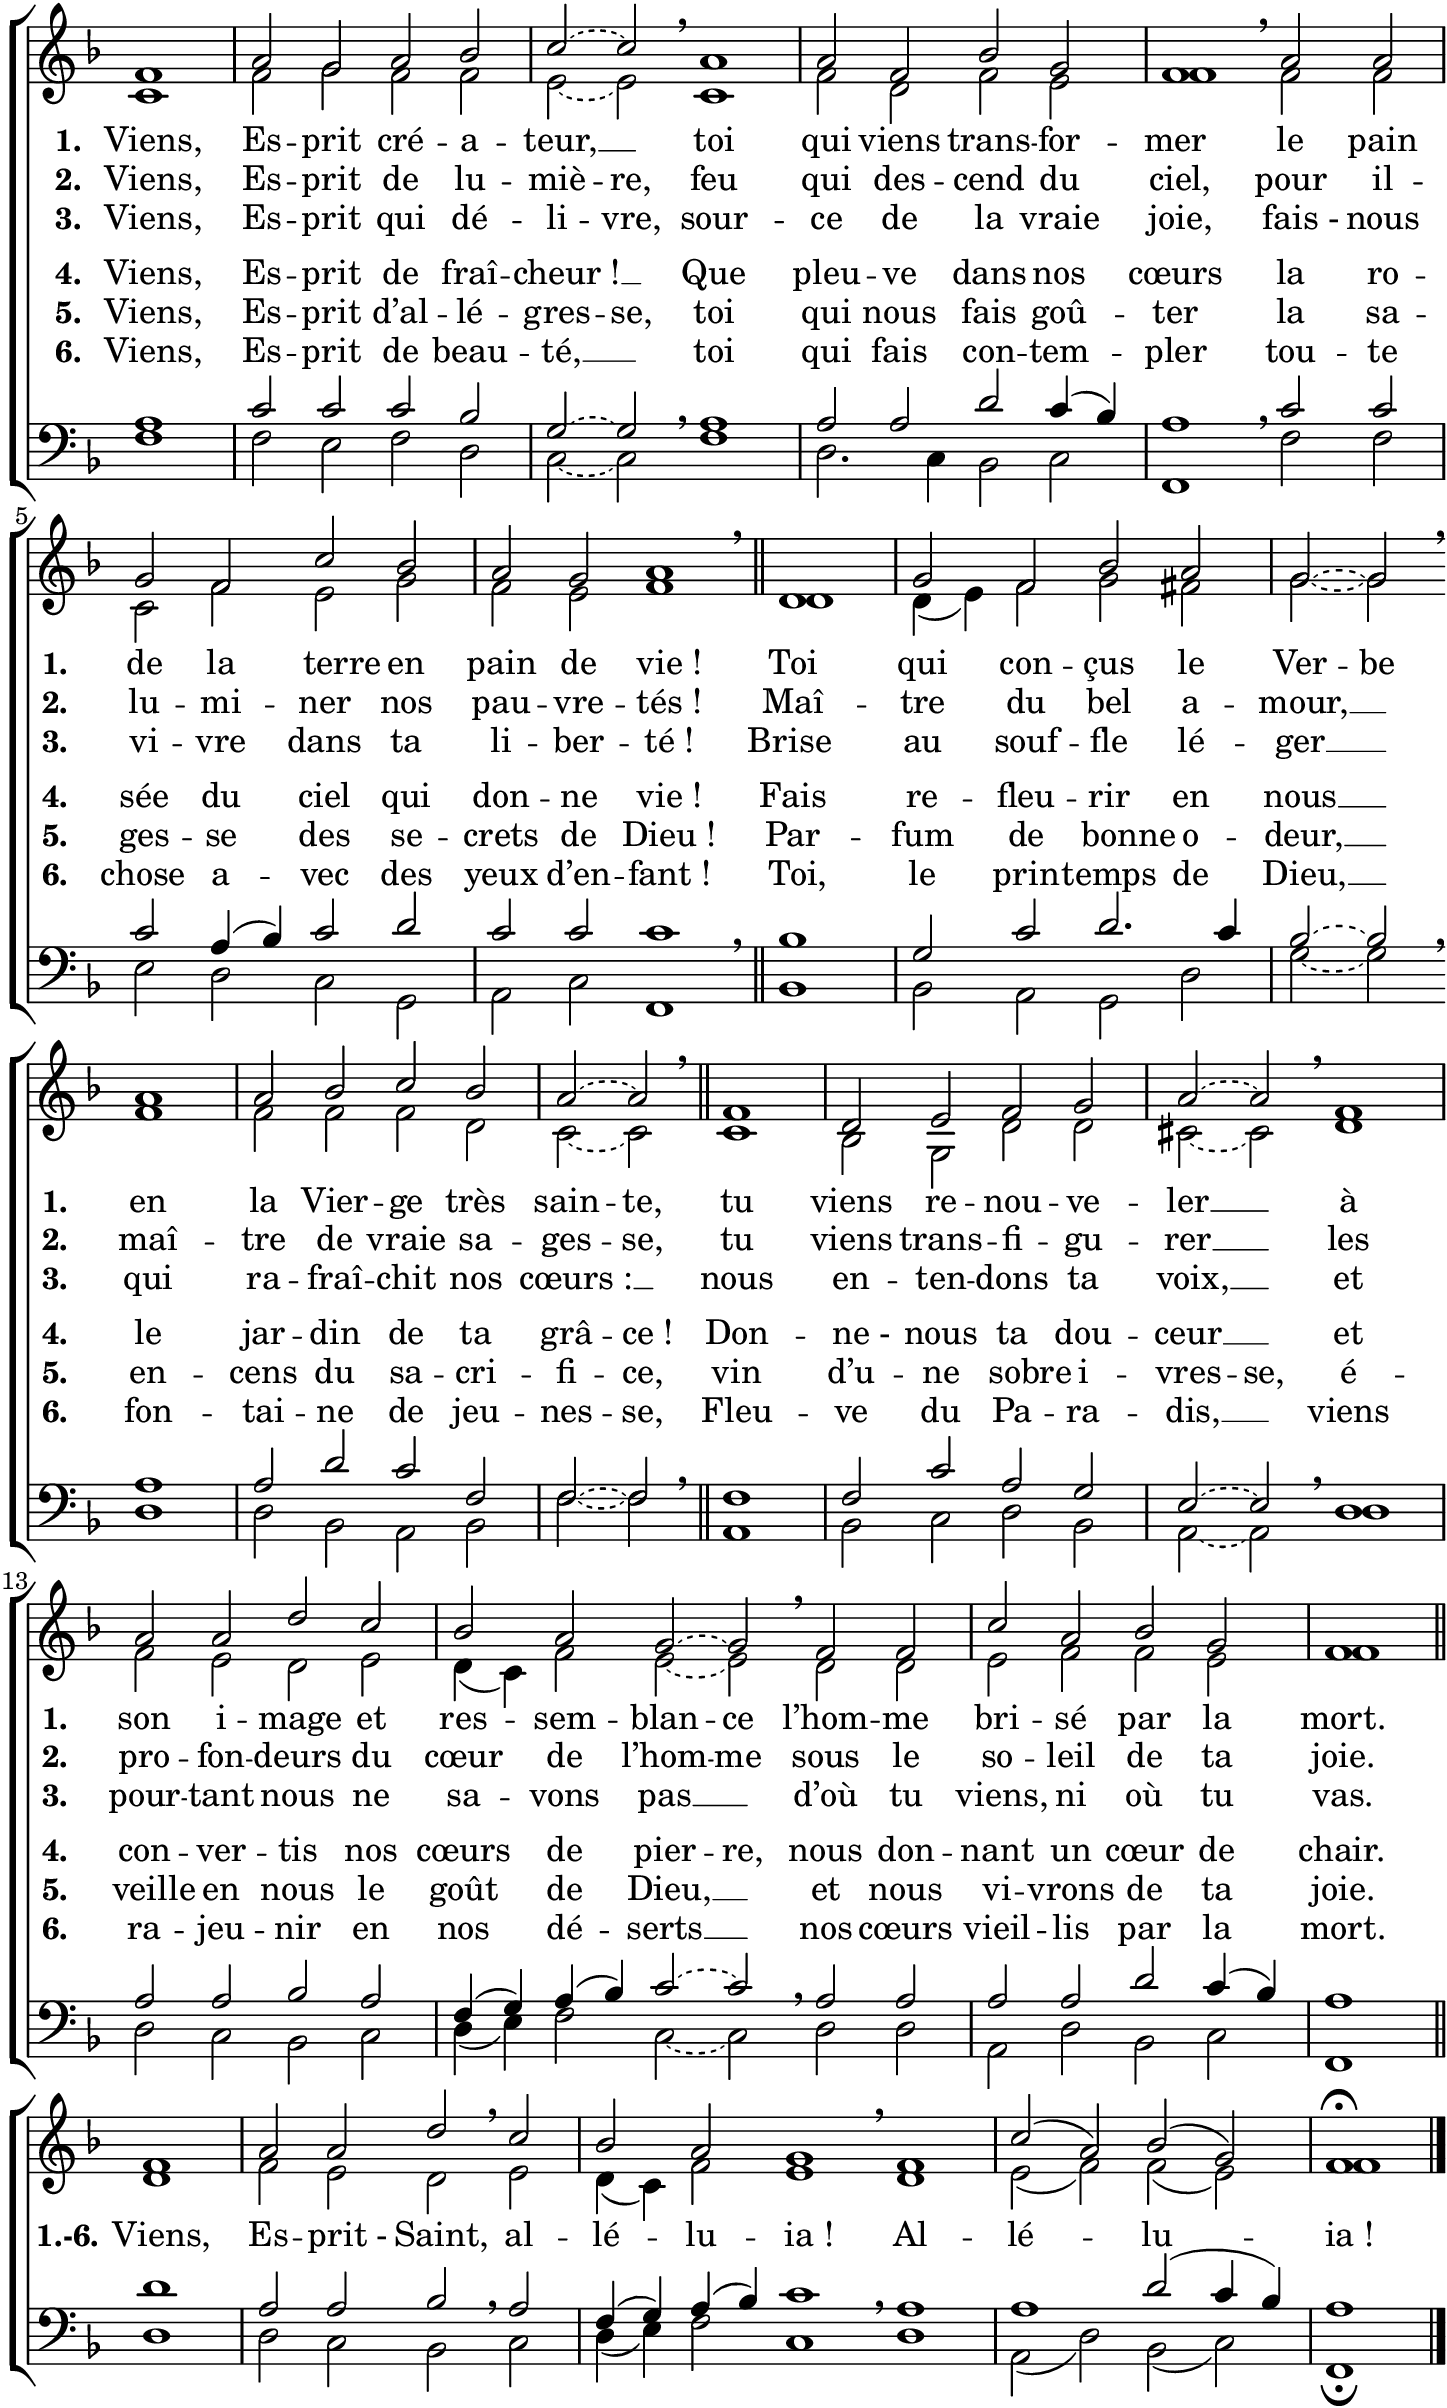 1. Viens, Es - prit cré - a - teur, __ toi qui viens trans - for - mer le pain
2. Viens, Es - prit de lu - miè - re, feu qui des - cend du ciel, pour il -
3. Viens, Es - prit qui dé - li - vre, sour - ce de la vraie joie, fais - nous
4. Viens, Es - prit de fraî - cheur ! __ Que pleu - ve dans nos cœurs la ro -
5. Viens, Es - prit d’al - lé - gres - se, toi qui nous fais goû - ter la sa -
6. Viens, Es - prit de beau - té, __ toi qui fais con - tem - pler tou - te
5
1. de la terre en pain de vie ! Toi qui con - çus le Ver - be
2. lu - mi - ner nos pau - vre - tés ! Maî - tre du bel a - mour, __
3. vi - vre dans ta li - ber - té ! Brise au souf - fle lé - ger __
4. sée du ciel qui don - ne vie ! Fais re - fleu - rir en nous __
5. ges - se des se - crets de Dieu ! Par - fum de bonne o - deur, __
6. chose a - vec des yeux d’en - fant ! Toi, le printemps de Dieu, __
1. en la Vier - ge très sain - te, tu viens re - nou - ve - ler __ à
2. maî - tre de vraie sa - ges - se, tu viens trans - fi - gu - rer __ les
3. qui ra - fraî - chit nos cœurs : __ nous en - ten - dons ta voix, __ et
4. le jar - din de ta grâ - ce ! Don - ne - nous ta dou - ceur __ et
5. en - cens du sa - cri - fi - ce, vin d’u - ne sobre i - vres - se, é -
6. fon - tai - ne de jeu - nes - se, Fleu - ve du Pa - ra - dis, __ viens
13
1. son i - mage et res - sem - blan - ce l’hom - me bri - sé par la mort.
2. pro - fon - deurs du cœur de l’hom - me sous le so - leil de ta joie.
3. pour - tant nous ne sa - vons pas __ d’où tu viens, ni où tu vas.
4. con - ver - tis nos cœurs de pier - re, nous don - nant un cœur de chair.
5. veille en nous le goût de Dieu, __ et nous vi - vrons de ta joie.
6. ra - jeu - nir en nos dé - serts __ nos cœurs vieil - lis par la mort.
1.-6. Viens, Es - prit - Saint, al - lé - lu - ia ! Al - lé - lu - ia !